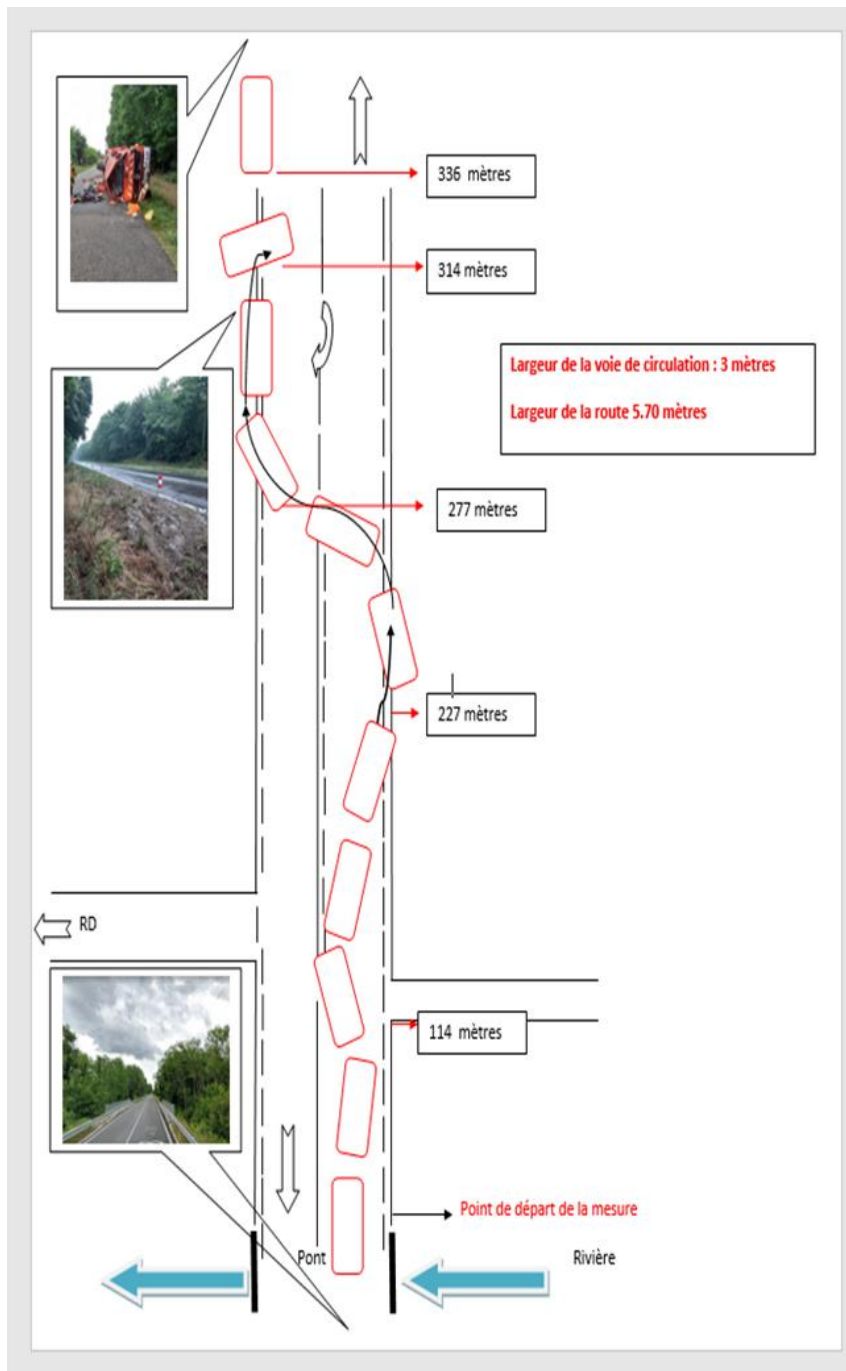 336 mètres
314 mètres
Largeur de la voie de circulation : 3 mètres
Largeur de la route 5.70 mètres
277 mètres
227 mètres
RD
114 mètres
Point de départ de la mesure
Pont
Rivière